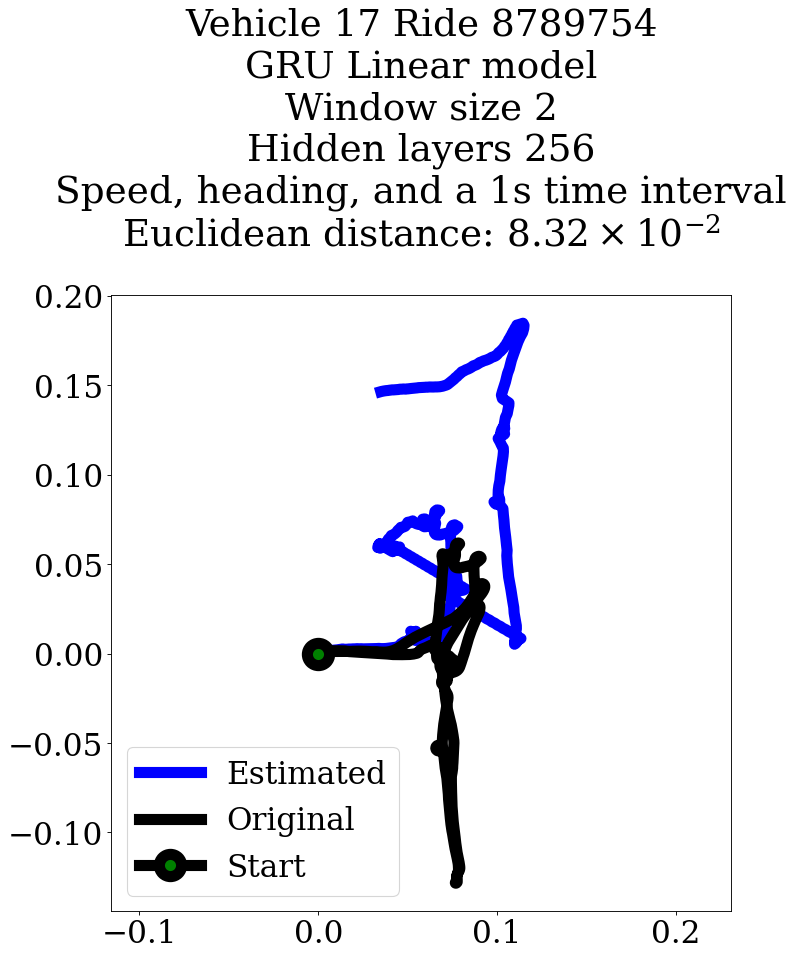 Vehicle 17 Ride 8789754
GRU Linear model
Window size 2
Hidden layers 256
Speed, heading, and a 1s time interval
Euclidean distance: 8.32 × 10⁻²
0.20
0.15
0.10
0.05
0.00
−0.05
−0.10
Estimated
Original
Start
−0.1 0.0 0.1 0.2